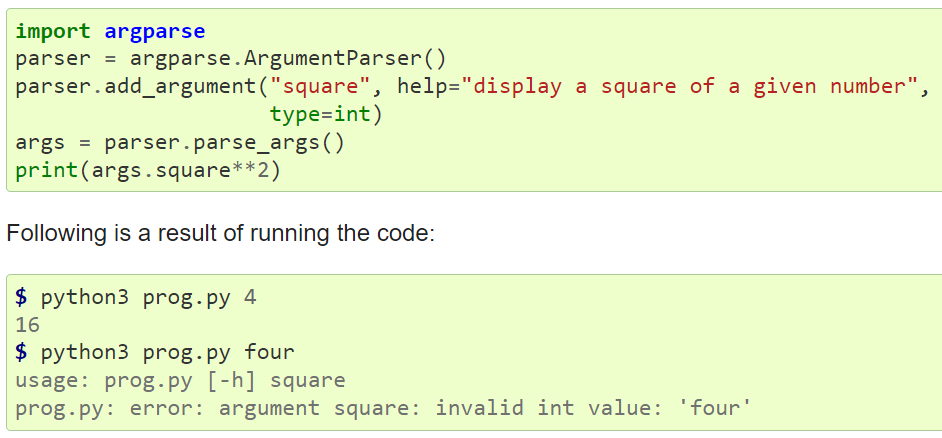 import argparse
parser = argparse.ArgumentParser()
parser.add_argument("square", help="display a square of a given number",
                    type=int)
args = parser.parse_args()
print(args.square**2)
Following is a result of running the code:
$ python3 prog.py 4
16
$ python3 prog.py four
usage: prog.py [-h] square
prog.py: error: argument square: invalid int value: 'four'